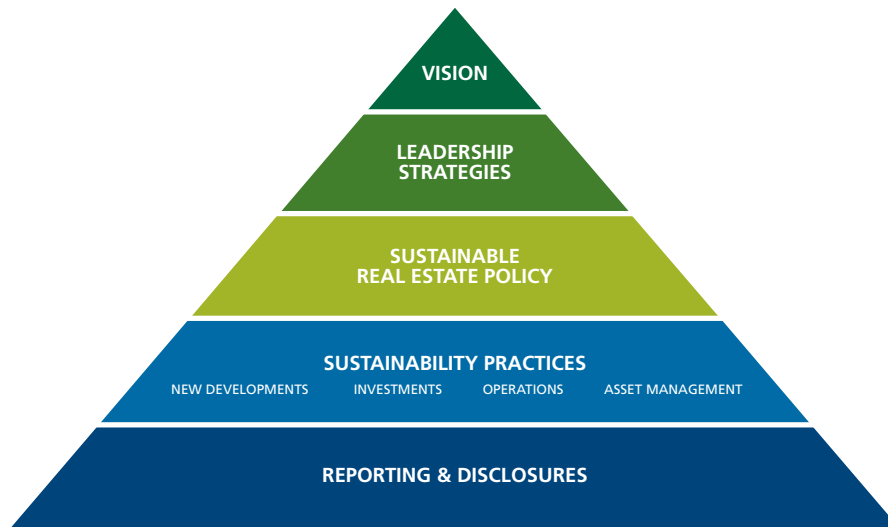 VISION
LEADERSHIP
STRATEGIES
SUSTAINABLE
REAL ESTATE POLICY
SUSTAINABILITY PRACTICES
NEW DEVELOPMENTS INVESTMENTS OPERATIONS ASSET MANAGEMENT
REPORTING & DISCLOSURES